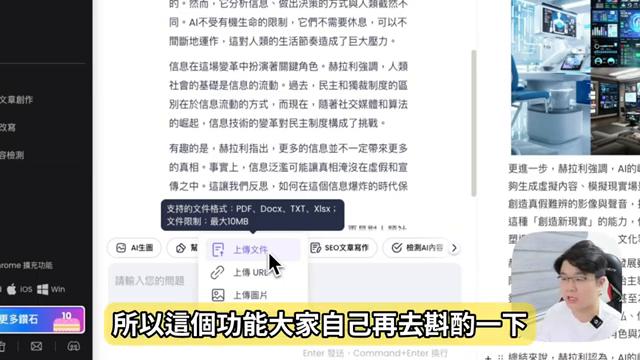 的。然而，它分析信息、做出決策的方式與人類截然不
同。AI不受有機生命的限制，它們不需要休息，可以不
間斷地運作，這對人類的生活節奏造成了巨大壓力。
信息在這場變革中扮演著關鍵角色。赫拉利強調，人類
社會的基礎是信息的流動。過去，民主和獨裁制度的區
別在於信息流動的方式，而現在，隨著社交媒體和算法
的崛起，信息技術的變革對民主制度構成了挑戰。
有趣的是，赫拉利指出，更多的信息並不一定帶來更多
的真相。事實上，信息泛濫可能讓真相淹沒在虛假和宣
傳之中。這讓我們反思，如何在這個信息爆炸的時代保
支持的文件格式：PDF、Docx、TXT、Xlsx；
文件限制：最大10MB
文章創作
改寫
容檢測
AI生圖
幫
上傳文件
SEO文章寫作
檢測AI內容
請輸入您的問題
上傳 URL
上傳圖片
Enter 發送，Command+Enter 換行
hrome 擴充功能
iOS
Win
更多鑽石
10
更進一步，赫拉利強調，AI的
夠生成虛擬內容、模擬現實場
創造真假難辨的影像與聲音，
這種「創造新現實」的能力，
文化
結來說，赫拉利認為，AI的
所以這個功能大家自己再去斟酌一下